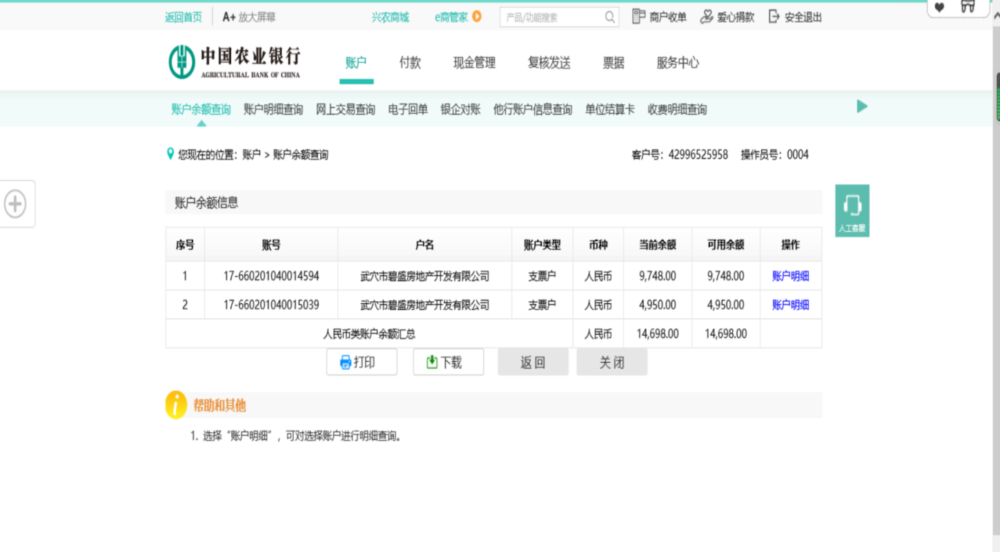 返回首页 A+ 放大屏幕 兴农商城 e商管家 产品/功能搜索 商户收单 爱心捐款 安全退出
中国农业银行
AGRICULTURAL BANK OF CHINA
账户 付款 现金管理 复核发送 票据 服务中心
账户余额查询 账户明细查询 网上交易查询 电子回单 银企对账 他行账户信息查询 单位结算卡 收费明细查询
您现在的位置：账户 > 账户余额查询 客户号：42996525958 操作员号：0004
账户余额信息
人工客服
序号 账号 户名 账户类型 币种 当前余额 可用余额 操作
1 17-660201040014594 武穴市碧盛房地产开发有限公司 支票户 人民币 9,748.00 9,748.00 账户明细
2 17-660201040015039 武穴市碧盛房地产开发有限公司 支票户 人民币 4,950.00 4,950.00 账户明细
人民币类账户余额汇总 人民币 14,698.00 14,698.00
打印 下载 返回 关闭
帮助和其他
1. 选择“账户明细”，可对选择账户进行明细查询。